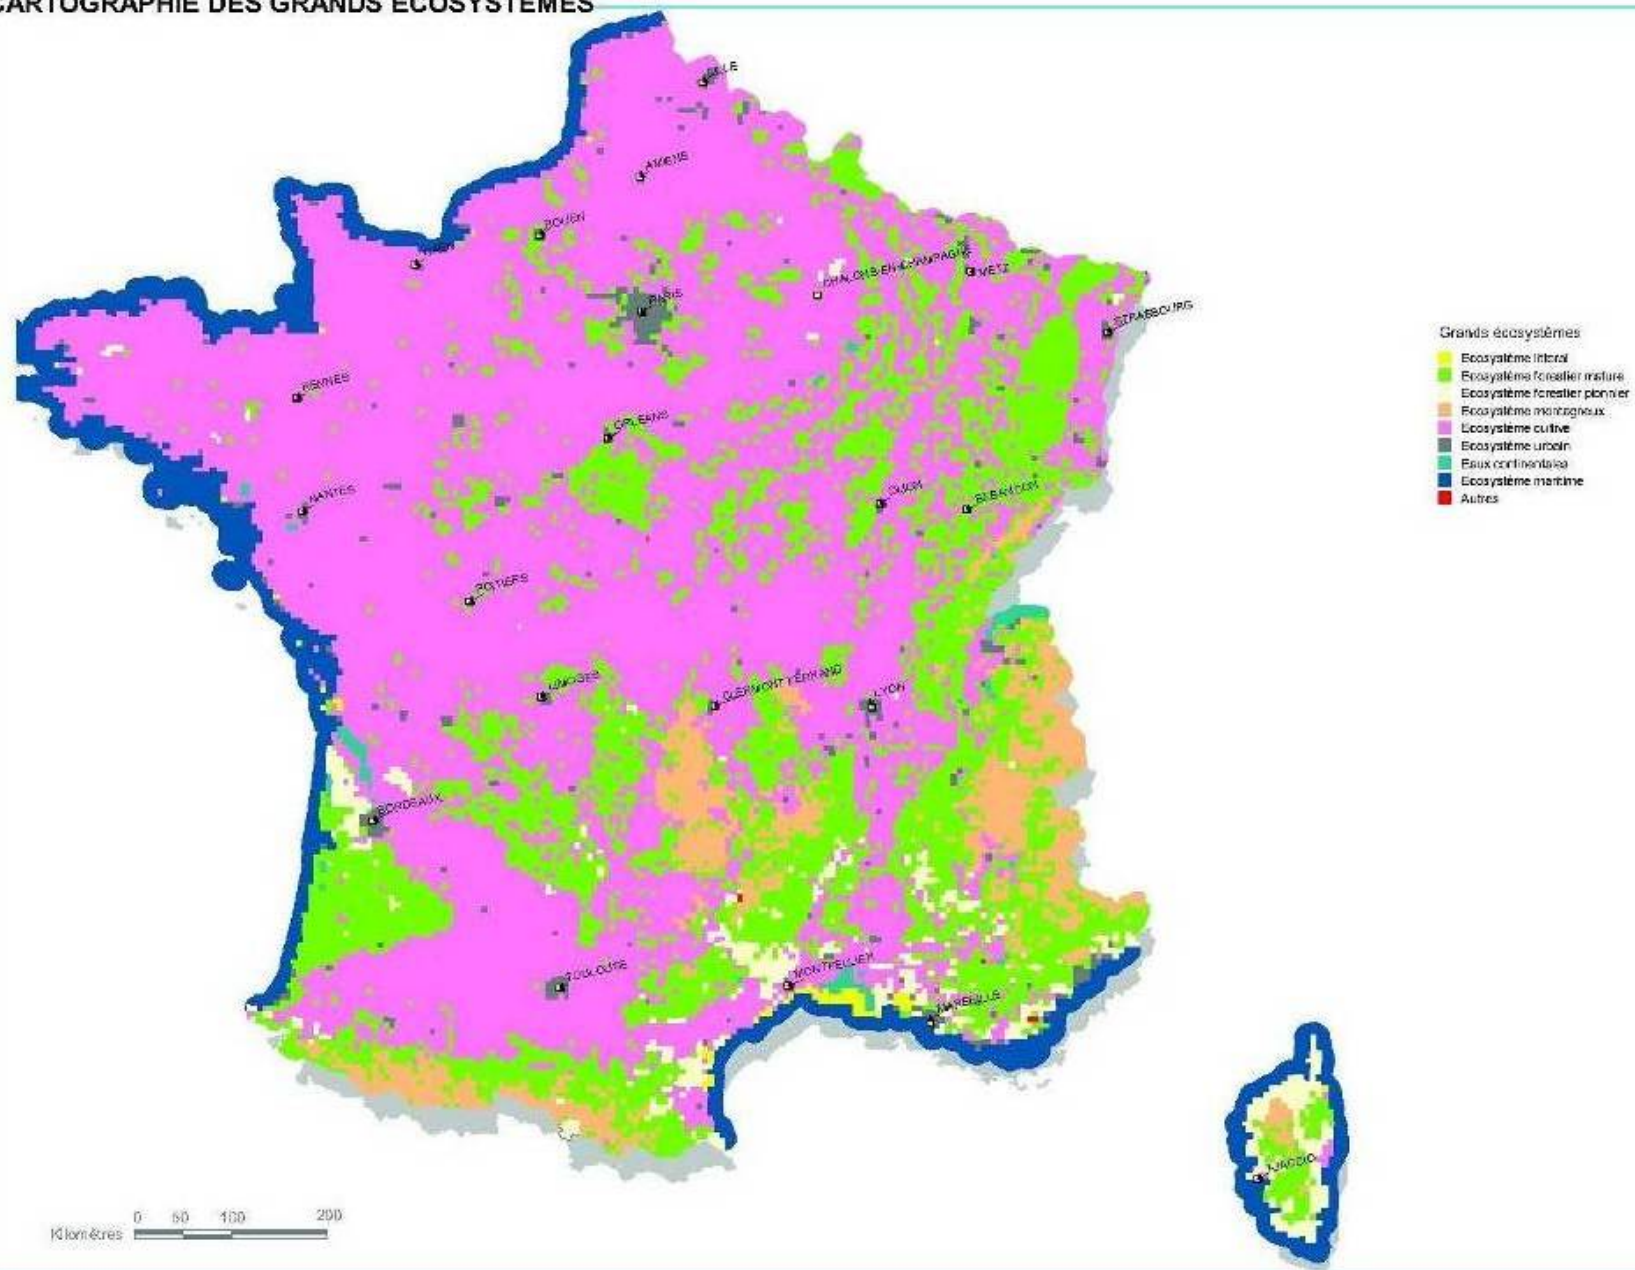 CARTOGRAPHIE DES GRANDS ECOSYSTEMES
LILLE
AMIENS
ROUEN
CAEN
PARIS
CHALONS-EN-CHAMPAGNE
METZ
STRASBOURG
RENNES
ORLEANS
NANTES
DIJON
BESANCON
POITIERS
LIMOGES
CLERMONT FERRAND
LYON
BORDEAUX
TOULOUSE
MONTPELLIER
MARSEILLE
AJACCIO
Grands écosystèmes
Ecosystème littoral
Ecosystème forestier mature
Ecosystème forestier pionnier
Ecosystème montagneux
Ecosystème cultivé
Ecosystème urbain
Eaux continentales
Ecosystème maritime
Autres
Kilomètres
0 50 100 200